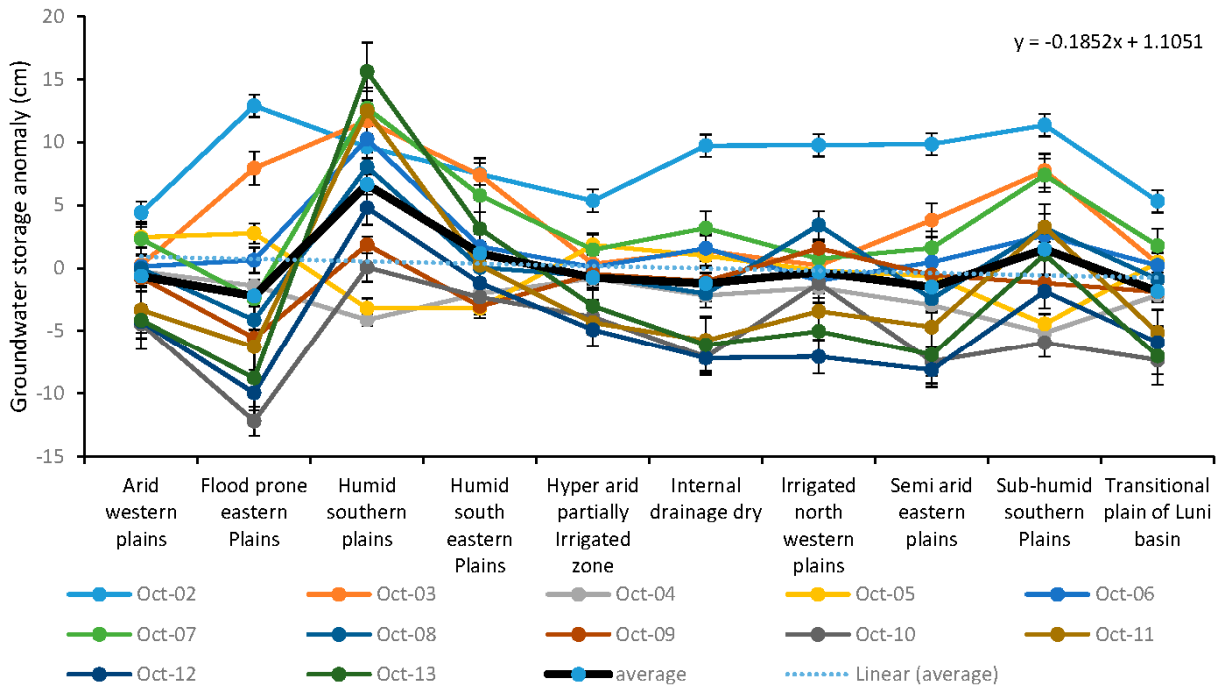 20
y = -0.1852x + 1.1051
15
10
5
0
-5
-10
-15
Groundwater storage anomaly (cm)
Arid
western
plains
Flood prone
eastern
Plains
Humid
southern
plains
Humid
south
eastern
Plains
Hyper arid
partially
Irrigated
zone
Internal
drainage dry
Irrigated
north
western
plains
Semi arid
eastern
plains
Sub-humid
southern
Plains
Transitional
plain of Luni
basin
Oct-02 Oct-03 Oct-04 Oct-05 Oct-06
Oct-07 Oct-08 Oct-09 Oct-10 Oct-11
Oct-12 Oct-13 average Linear (average)